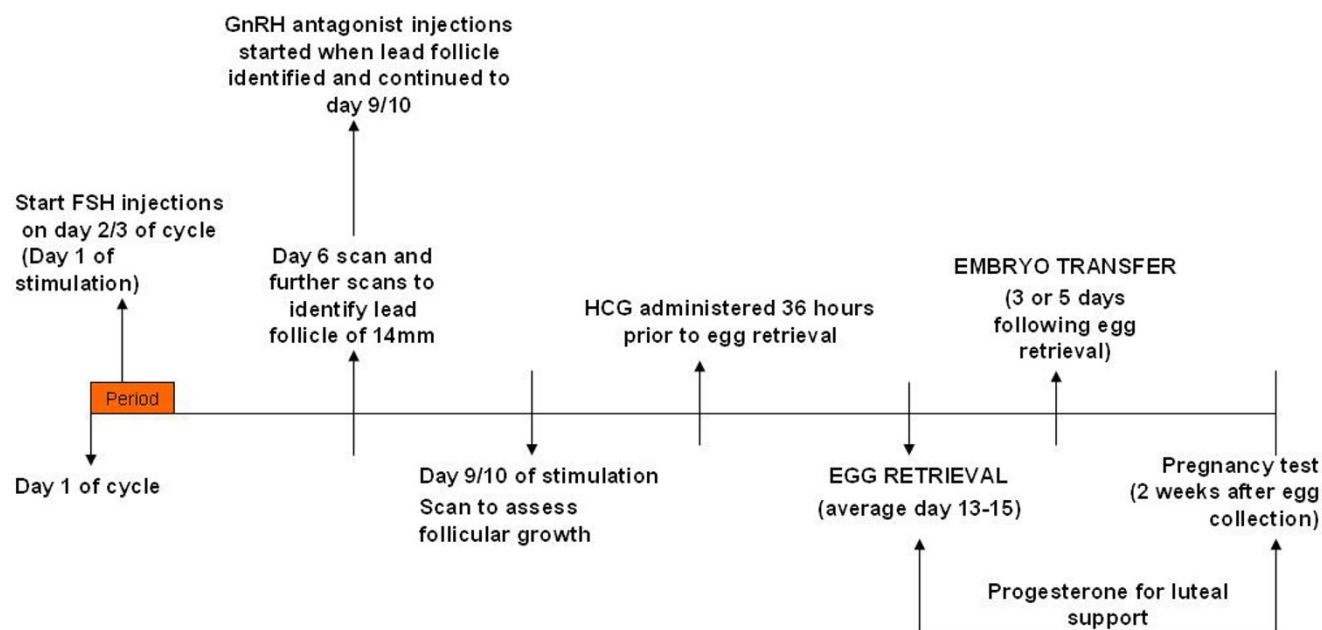 GnRH antagonist injections
started when lead follicle
identified and continued to
day 9/10
Start FSH injections
on day 2/3 of cycle
(Day 1 of
stimulation)
Day 6 scan and
further scans to
identify lead
follicle of 14mm
HCG administered 36 hours
prior to egg retrieval
EMBRYO TRANSFER
(3 or 5 days
following egg
retrieval)
Period
Day 1 of cycle
Day 9/10 of stimulation
Scan to assess
follicular growth
EGG RETRIEVAL
(average day 13-15)
Pregnancy test
(2 weeks after egg
collection)
Progesterone for luteal
support